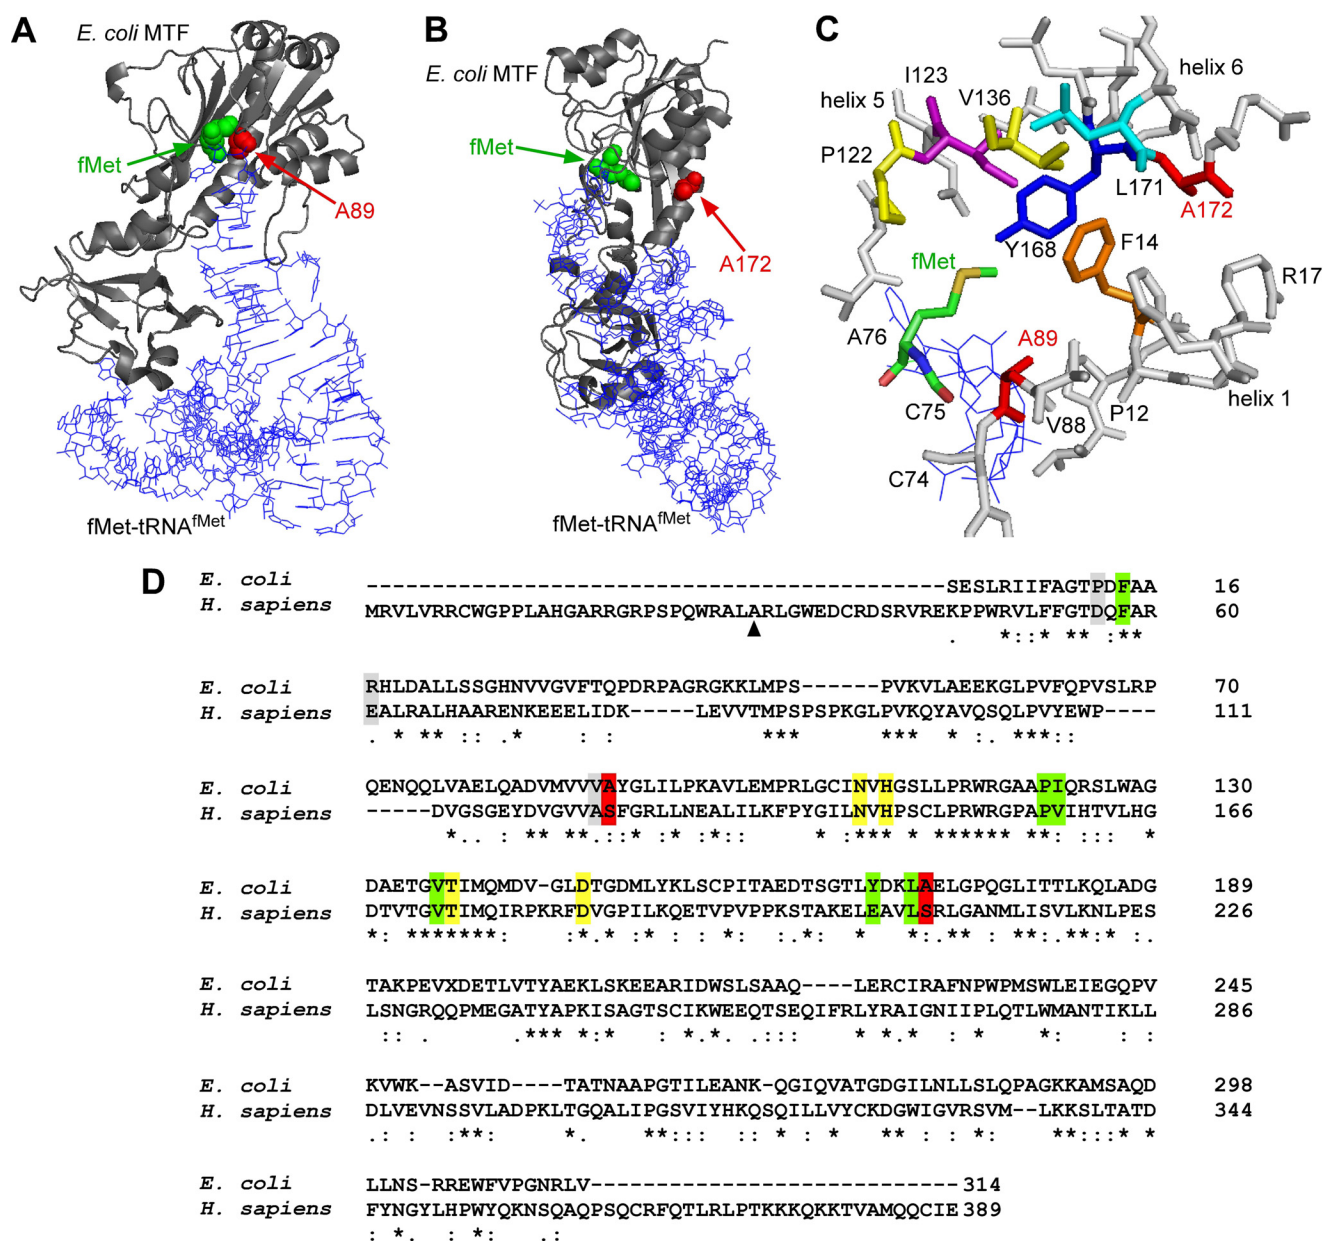 A
E. coli MTF
fMet
A89
fMet-tRNAfMet
B
E. coli MTF
fMet
A172
fMet-tRNAfMet
C
helix 5
I123
V136
helix 6
P122
L171
A172
Y168
F14
fMet
R17
A76
A89
C75
V88
P12
helix 1
C74
D
E. coli --------------------------------------------SESLRIIFAGTPDFAA 16
H. sapiens MRVLVRRCWGPPLAHGARRGRPSPQWRALARLGWEDCRDSRVREKPPWRVLFFGTDQFAR 60
. *::* ** :**
E. coli RHLDALLSSGHNVVGVFTQPDRPAGRGKKLMPS------PVKVLAEEKGLPVFQPVSLRP 70
H. sapiens EALRALHAARENKEEELIDK-----LEVVTMPSPSPKGLPVKQYAVQSQLPVYEWP---- 111
. * ** :: .* : : *** *** * :. ***::
E. coli QENQQLVAELQADVMVVVAYGLILPKAVLEMPRLGCINVHGSLLPRWRGAAPIQRSLWAG 130
H. sapiens -----DVGSGEYDVGVVASFGRLLNEALILKFPYGILNVHPSCLPRWRGPAPVIHTVLHG 166
*.. : ** **.::* :* :*:: * :*** * ****** **: ::: *
E. coli DAETGVTIMQMDV-GLDTGDMLYKLSCPITAEDTSGTLYDKLAELGPQGLITTLKQLADG 189
H. sapiens DTVTGVTIMQIRPKRFDVGPILKQETVPVPPKSTAKELEAVLSRLGANMLISVLKNLPES 226
*: ******* : :*.* :* : *: :.*: * *:.** : **:.**:* :.
E. coli TAKPEVXDETLVTYAEKLSKEEARIDWSLSAAQ----LERCIRAFNPWPMSWLEIEGQPV 245
H. sapiens LSNGRQQPMEGATYAPKISAGTSCIKWEEQTSEQIFRLYRAIGNIIPLQTLWMANTIKLL 286
:: . .*** *:* : *.*. .::: * *.* : * *: : :
E. coli KVWK--ASVID----TATNAAPGTILEANK-QGIQVATGDGILNLLSLQPAGKKAMSAQD 298
H. sapiens DLVEVNSSVLADPKLTGQALIPGSVIYHKQSQILLVYCKDGWIGVRSVM--LKKSLTATD 344
.: : :**: *. **::: :: * : * ** :.: *: **:::* *
E. coli LLNS-RREWFVPGNRLV---------------------------- 314
H. sapiens FYNGYLHPWYQKNSQAQPSQCRFQTLRLPTKKKQKKTVAMQQCIE 389
: *. : *: .: